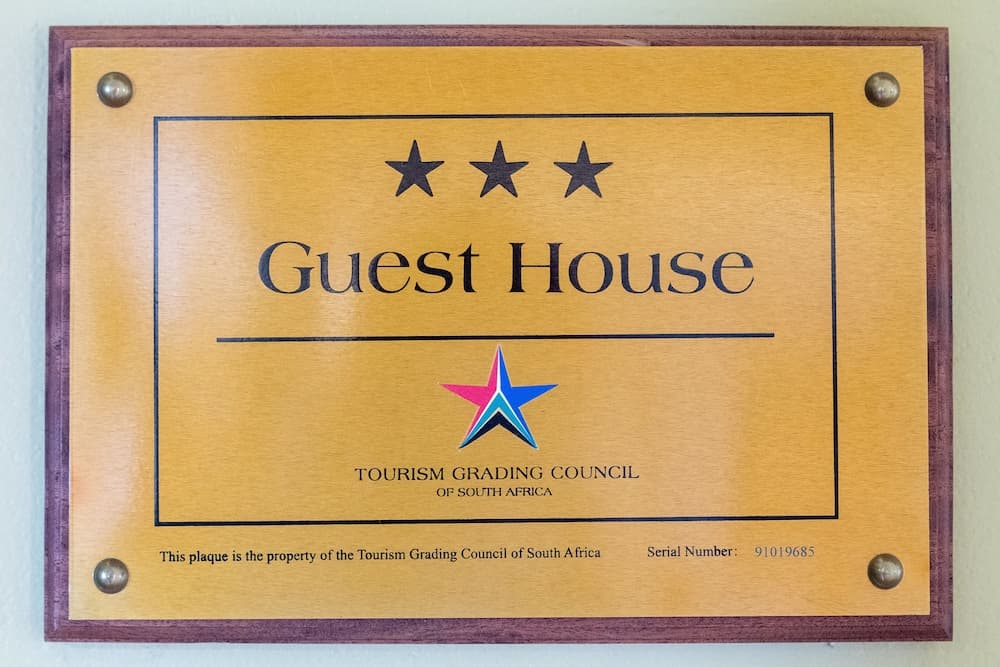 Guest House
TOURISM GRADING COUNCIL
OF SOUTH AFRICA
This plaque is the property of the Tourism Grading Council of South Africa Serial Number: 91019685